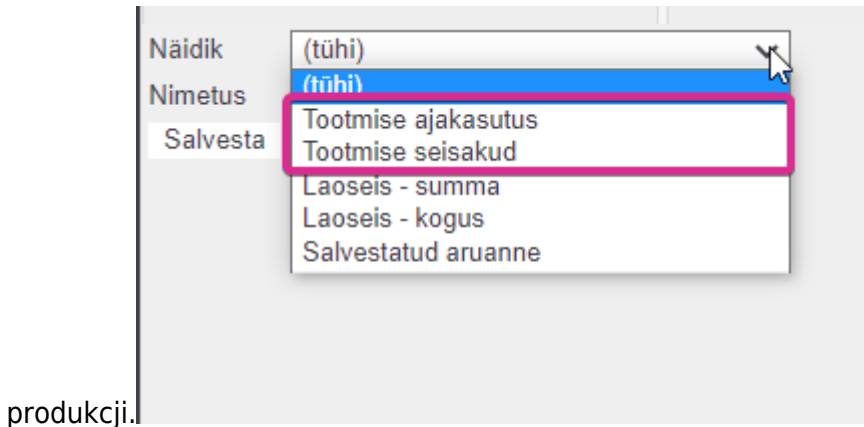 Näidik (tühi)
(tühi)
Nimetus
Tootmise ajakasutus
Salvesta
Tootmise seisakud
Laoseis - summa
Laoseis - kogus
Salvestatud aruanne
produkcji.